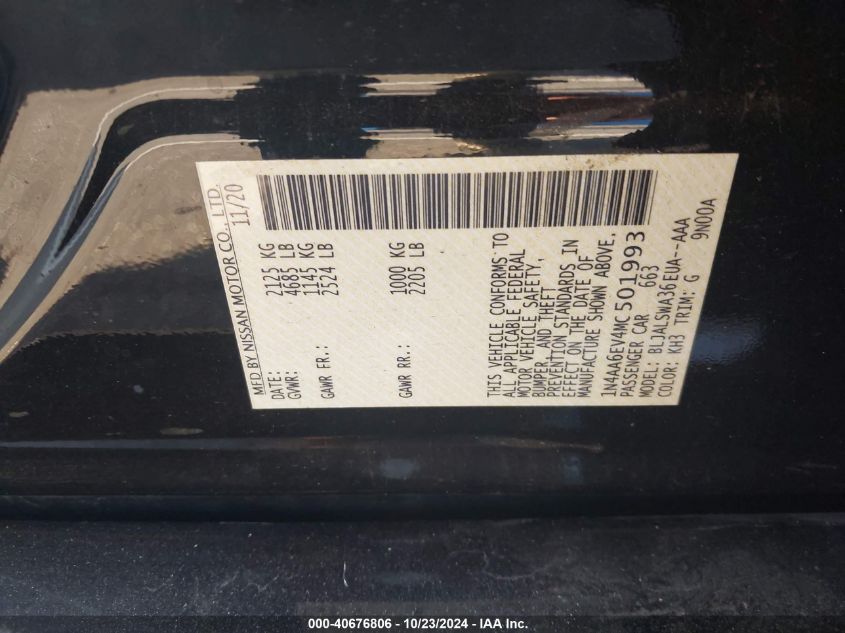 MFD BY NISSAN MOTOR CO., LTD.
DATE: 11/20
GVWR: 2125 KG
4685 LB
GAWR FR.: 1145 KG
2524 LB
GAWR RR.: 1000 KG
2205 LB
THIS VEHICLE CONFORMS TO
ALL APPLICABLE FEDERAL
MOTOR VEHICLE SAFETY,
BUMPER, AND THEFT
PREVENTION STANDARDS IN
EFFECT ON THE DATE OF
MANUFACTURE SHOWN ABOVE.
1N4AA6EV4MC501993
PASSENGER CAR 663
MODEL: BLJALSWA36EUA--AAA
COLOR: KH3 TRIM: G 9N00A
000-40676806 - 10/23/2024 - IAA Inc.